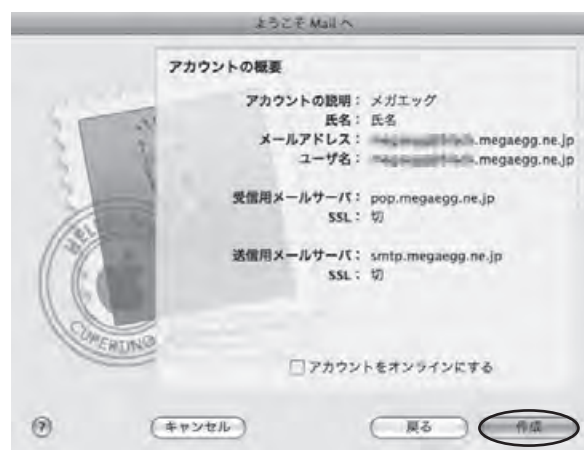 ようこそ Mail へ
アカウントの概要
アカウントの説明： メガエッグ
氏名： 氏名
メールアドレス： .megaegg.ne.jp
ユーザ名： .megaegg.ne.jp
受信用メールサーバ： pop.megaegg.ne.jp
SSL： 切
送信用メールサーバ： smtp.megaegg.ne.jp
SSL： 切
CUPERTINO
アカウントをオンラインにする
? キャンセル 戻る 作成